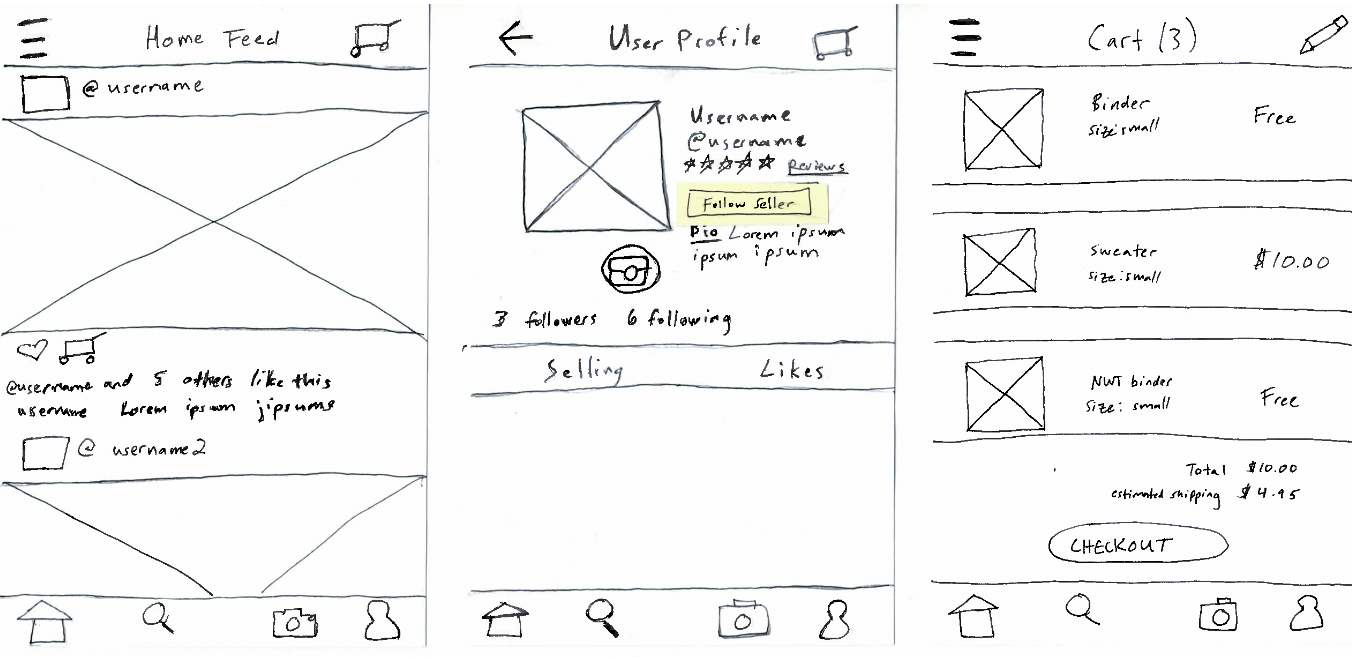 Home Feed
@username
@username and 5 others like this
username Lorem ipsum jipsums
@ username2
User Profile
Username
@username
Reviews
Follow Seller
Bio Lorem ipsum
ipsum ipsum
3 followers 6 following
Selling Likes
Cart (3)
Binder
size:small
Free
Sweater
size:small
$10.00
NWT binder
Size: small
Free
Total $10.00
estimated shipping $4.95
CHECKOUT